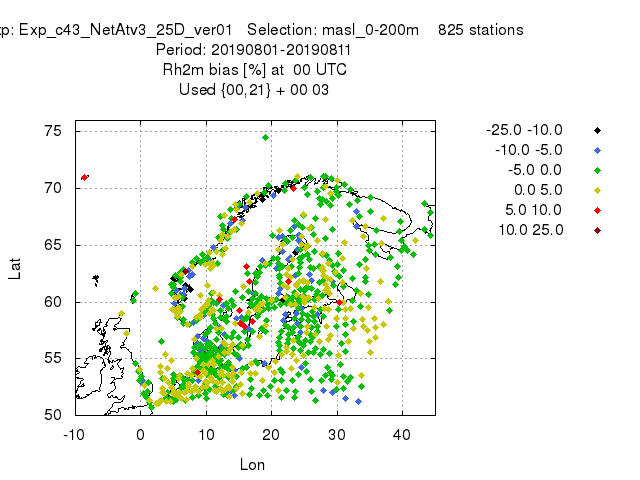 xp: Exp_c43_NetAtv3_25D_ver01 Selection: masl_0-200m 825 stations
Period: 20190801-20190811
Rh2m bias [%] at 00 UTC
Used {00,21} + 00 03
-25.0 -10.0
-10.0 -5.0
-5.0 0.0
0.0 5.0
5.0 10.0
10.0 25.0
75
70
65
60
55
50
Lat
-10 0 10 20 30 40
Lon